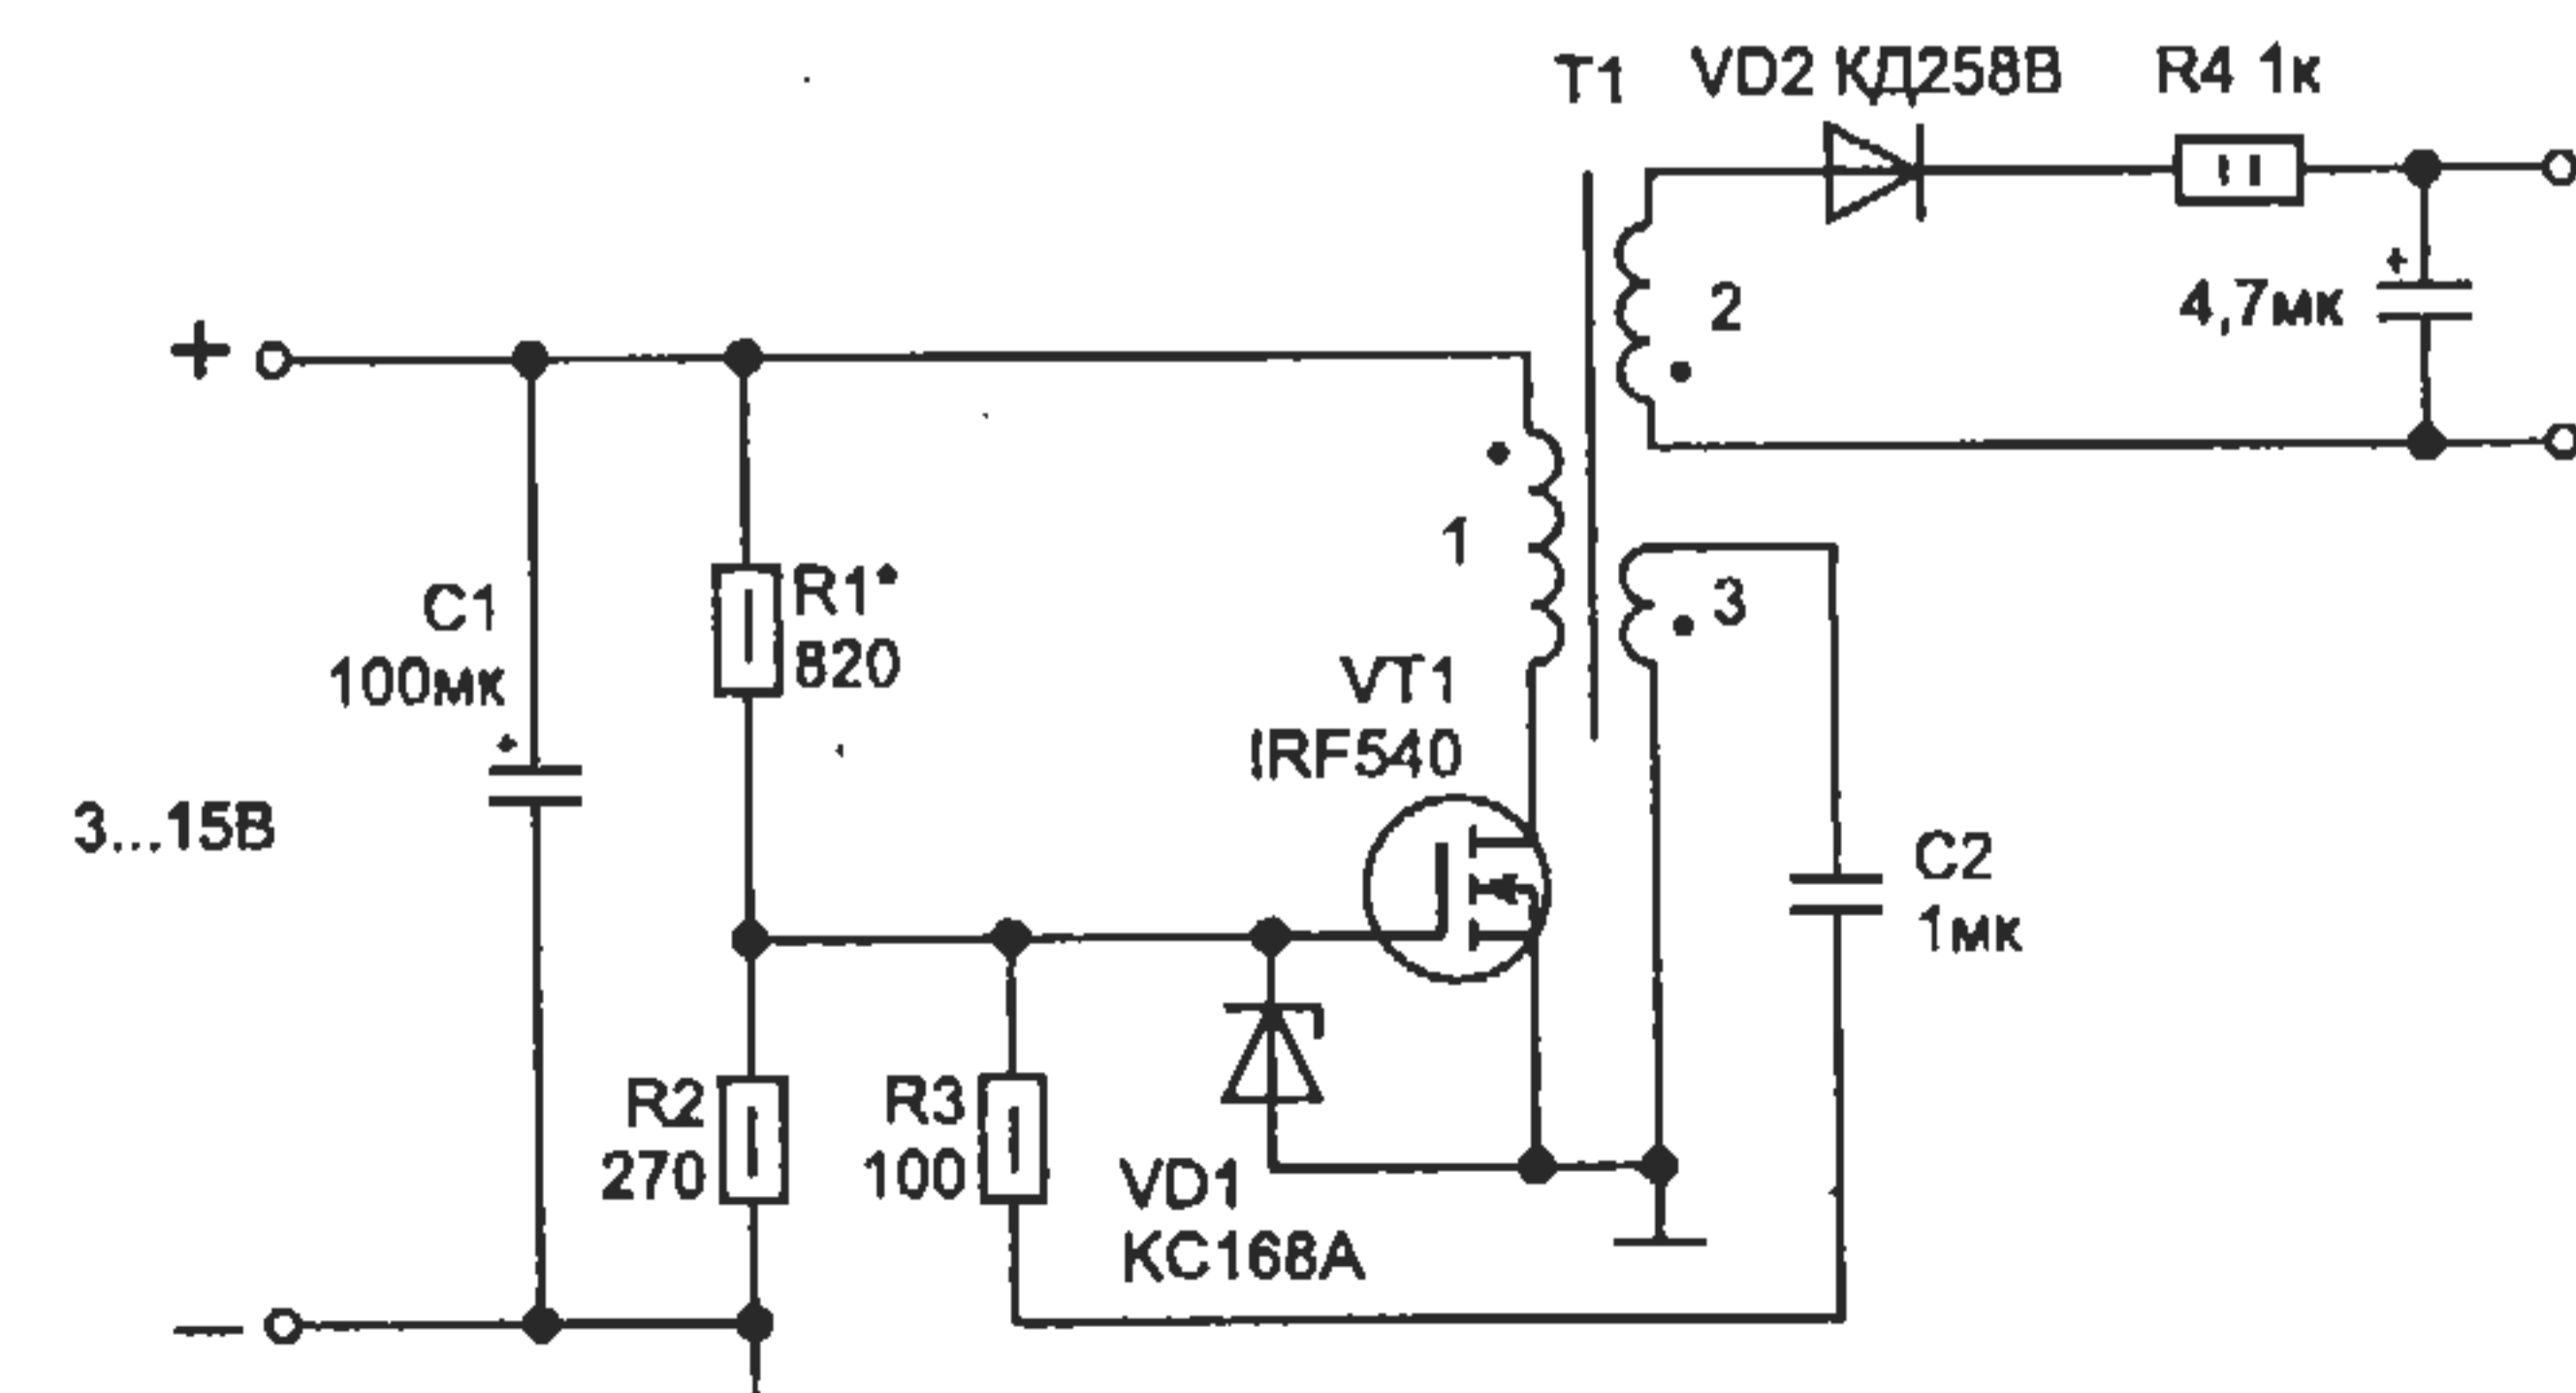 T1
VD2 КД258В
R4 1к
2
4,7мк
+
+
1
C1
100мк
+
R1*
820
3
VT1
IRF540
3...15В
C2
1мк
R2
270
R3
100
VD1
КС168А
—